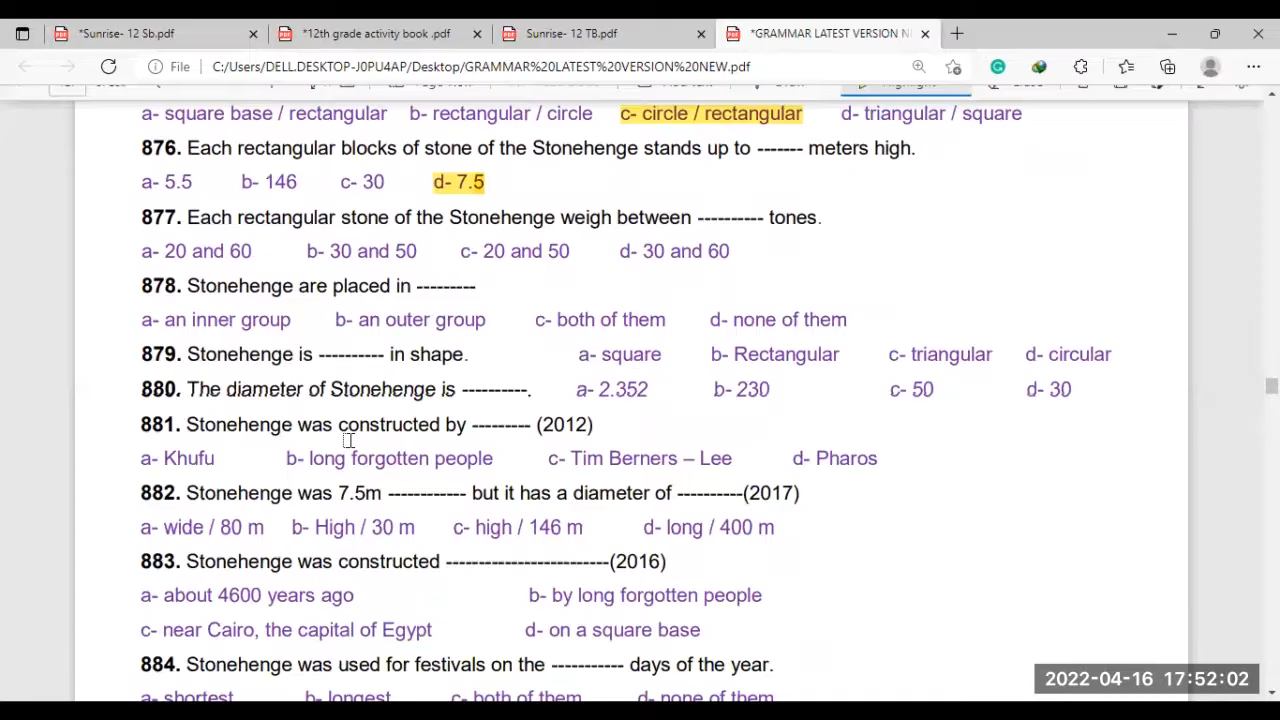 *Sunrise- 12 Sb.pdf
*12th grade activity book .pdf
Sunrise- 12 TB.pdf
*GRAMMAR LATEST VERSION N
File
C:/Users/DELL.DESKTOP-J0PU4AP/Desktop/GRAMMAR%20LATEST%20VERSION%20NEW.pdf
a- square base / rectangular b- rectangular / circle c- circle / rectangular d- triangular / square
876. Each rectangular blocks of stone of the Stonehenge stands up to ------- meters high.
a- 5.5 b- 146 c- 30 d- 7.5
877. Each rectangular stone of the Stonehenge weigh between ---------- tones.
a- 20 and 60 b- 30 and 50 c- 20 and 50 d- 30 and 60
878. Stonehenge are placed in ---------
a- an inner group b- an outer group c- both of them d- none of them
879. Stonehenge is ---------- in shape. a- square b- Rectangular c- triangular d- circular
880. The diameter of Stonehenge is ----------. a- 2.352 b- 230 c- 50 d- 30
881. Stonehenge was constructed by --------- (2012)
a- Khufu b- long forgotten people c- Tim Berners – Lee d- Pharos
882. Stonehenge was 7.5m ------------ but it has a diameter of ----------(2017)
a- wide / 80 m b- High / 30 m c- high / 146 m d- long / 400 m
883. Stonehenge was constructed -------------------------(2016)
a- about 4600 years ago b- by long forgotten people
c- near Cairo, the capital of Egypt d- on a square base
884. Stonehenge was used for festivals on the ----------- days of the year.
a- shortest b- longest c- both of them d- none of them
2022-04-16 17:52:02